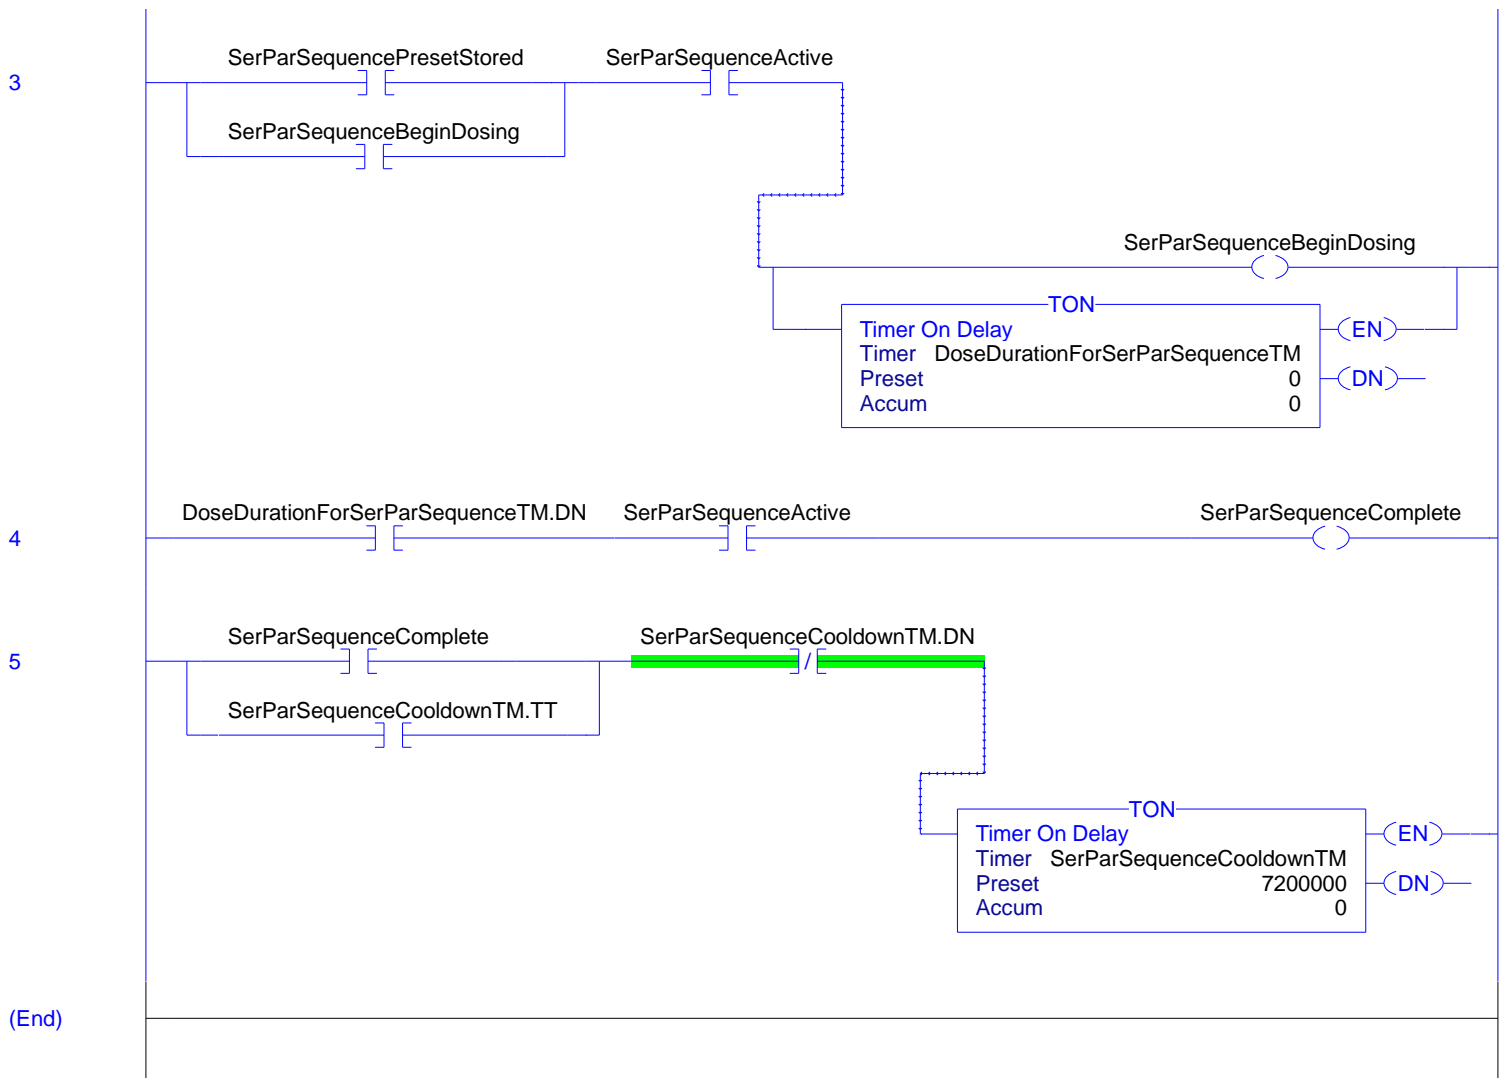 3
SerParSequencePresetStored
SerParSequenceActive
SerParSequenceBeginDosing
SerParSequenceBeginDosing
TON
Timer On Delay
EN
Timer DoseDurationForSerParSequenceTM
Preset 0
DN
Accum 0
4
DoseDurationForSerParSequenceTM.DN
SerParSequenceActive
SerParSequenceComplete
5
SerParSequenceComplete
SerParSequenceCooldownTM.DN
/
SerParSequenceCooldownTM.TT
TON
Timer On Delay
EN
Timer SerParSequenceCooldownTM
Preset 7200000
DN
Accum 0
(End)